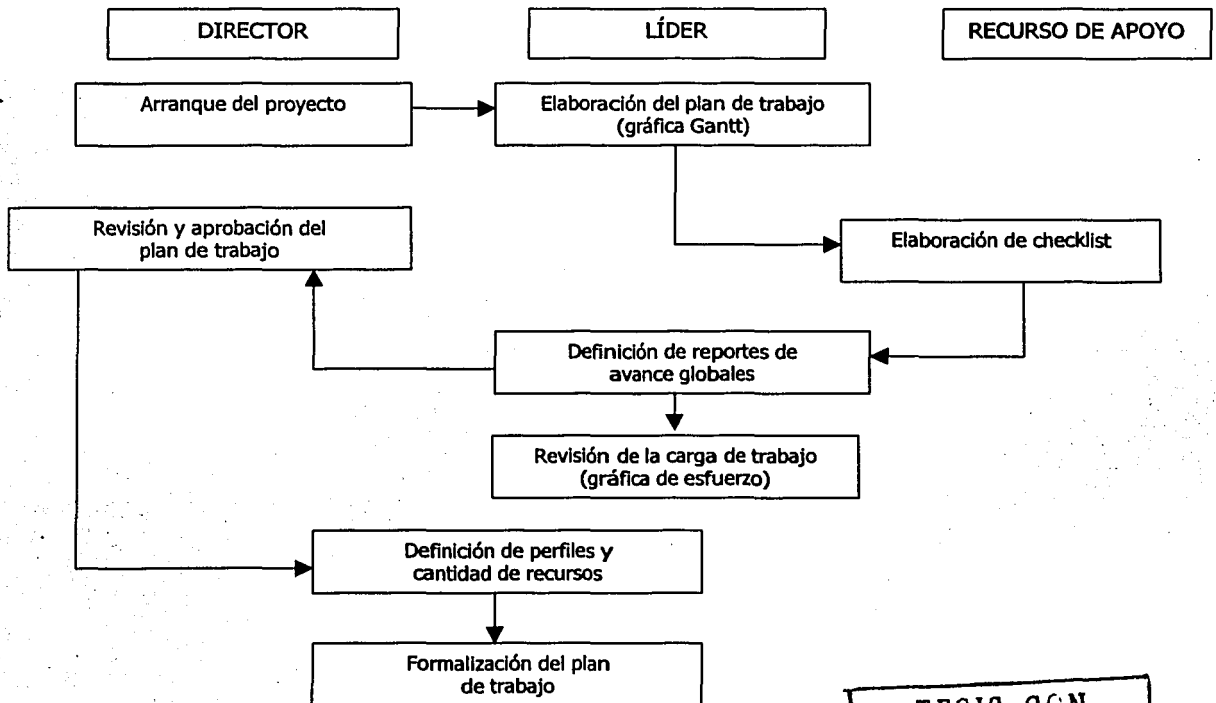 DIRECTOR
LÍDER
RECURSO DE APOYO
Arranque del proyecto
Elaboración del plan de trabajo
(gráfica Gantt)
Revisión y aprobación del
plan de trabajo
Elaboración de checklist
Definición de reportes de
avance globales
Revisión de la carga de trabajo
(gráfica de esfuerzo)
Definición de perfiles y
cantidad de recursos
Formalización del plan
de trabajo
TESIS CON